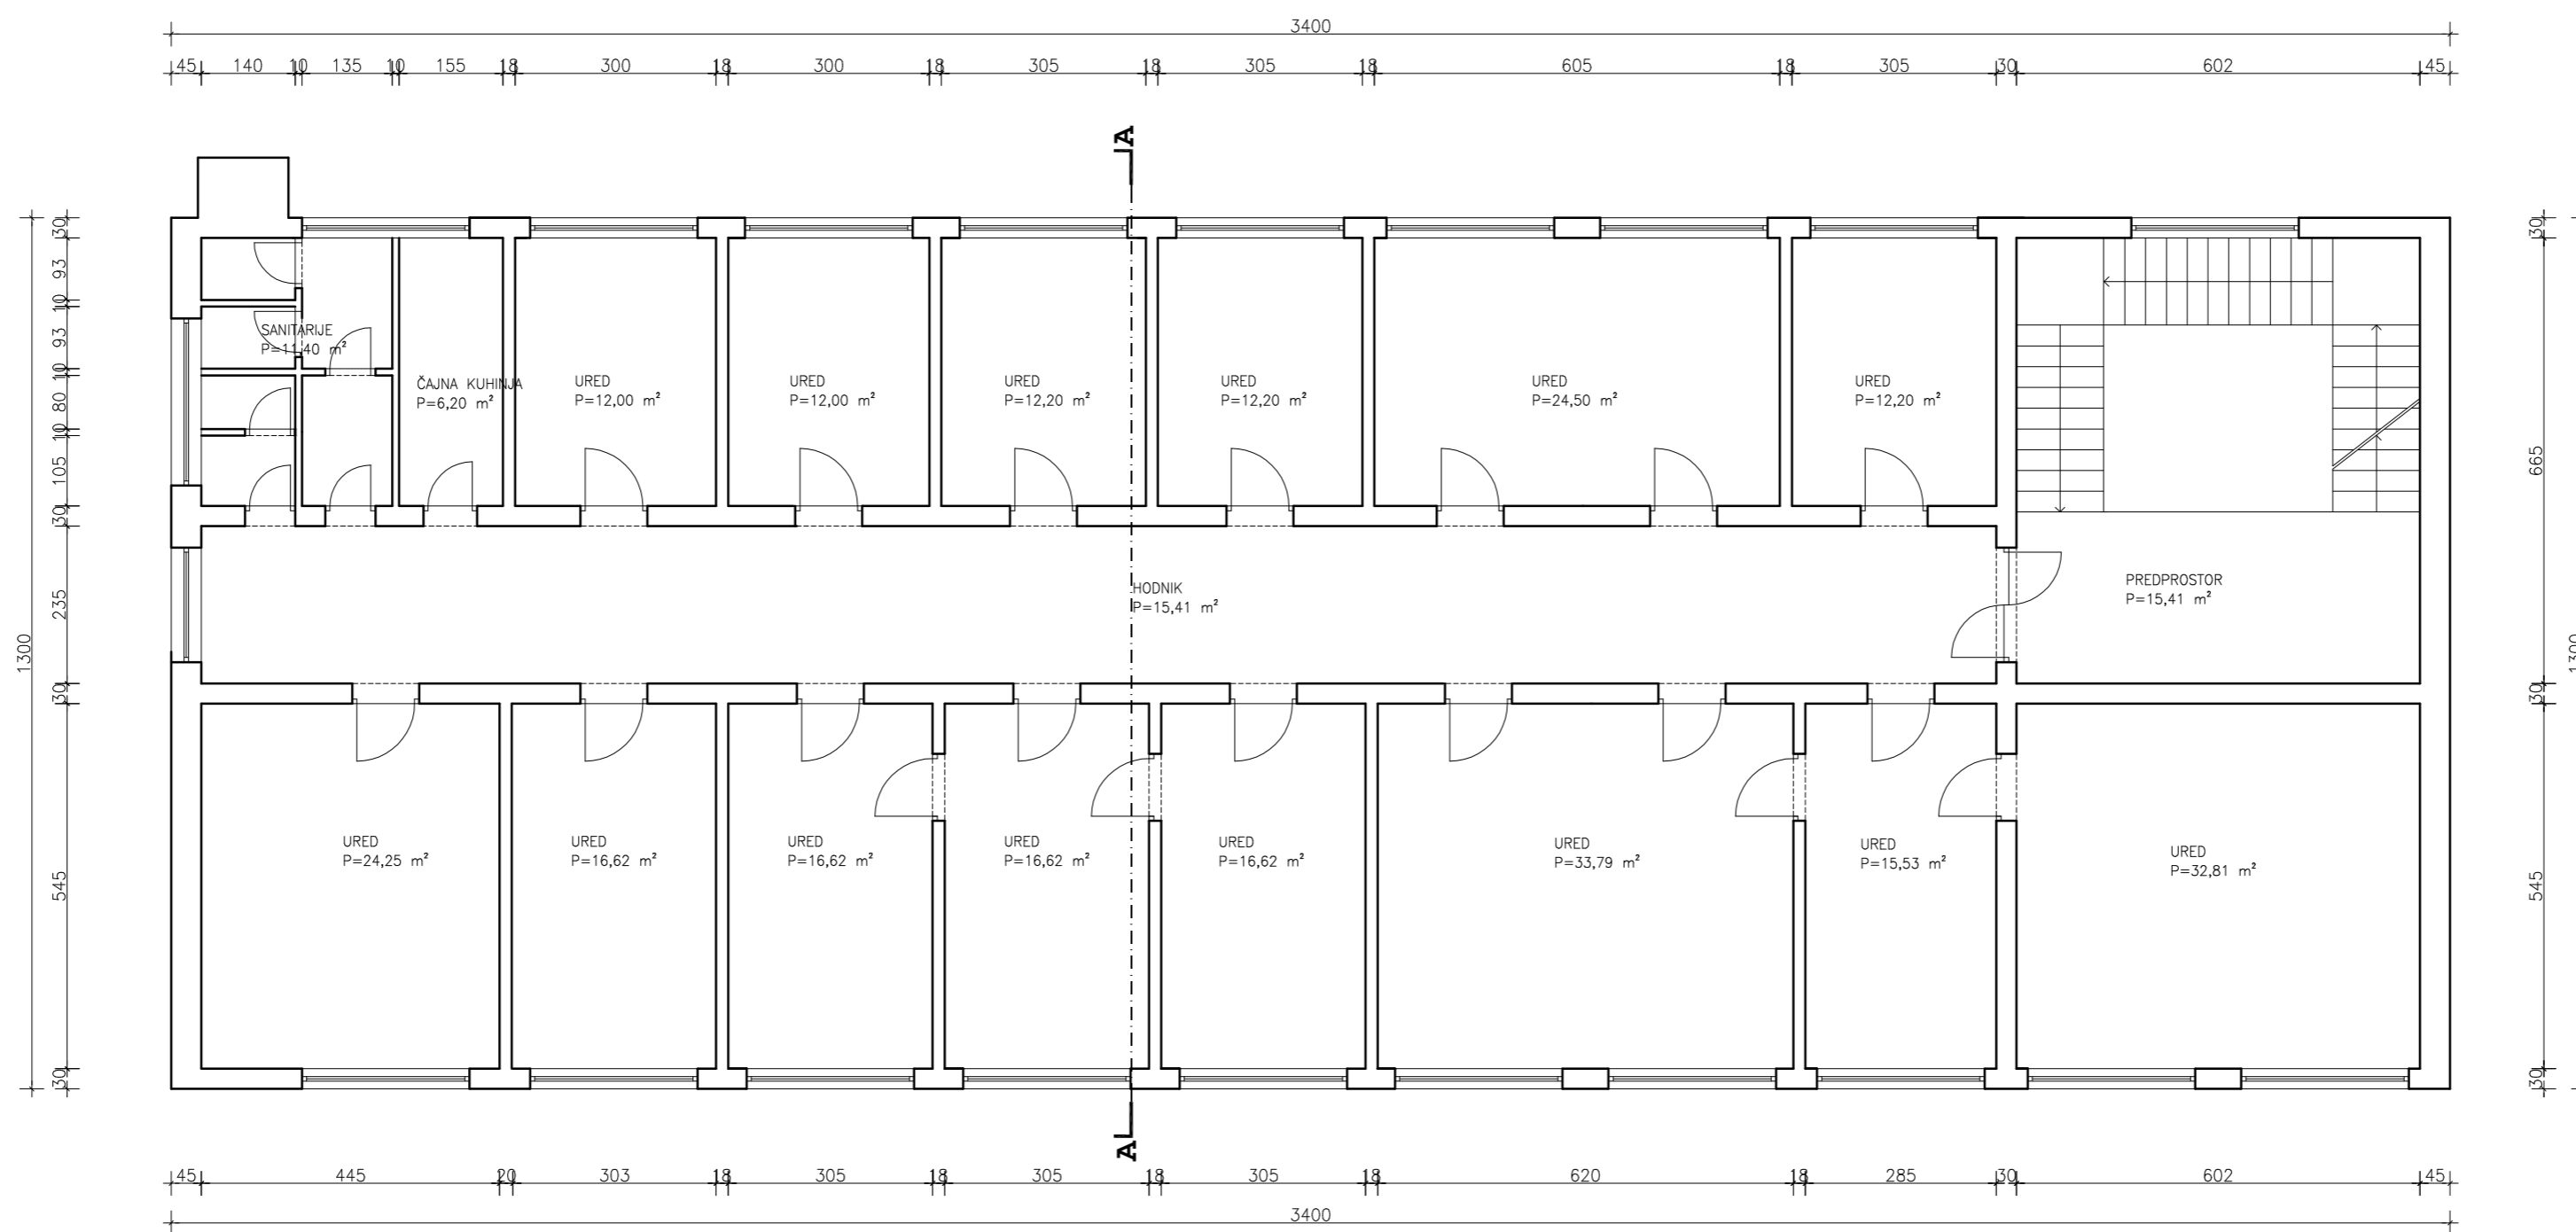 3400
45 140 10 135 10 155 18 300 18 300 18 305 18 305 18 605 18 305 30 602 45
A
1300
30
93
10
93
10
80
10
105
30
235
30
545
30
SANITARIJE
P=11,40 m²
ČAJNA KUHINJA
P=6,20 m²
URED
P=12,00 m²
URED
P=12,00 m²
URED
P=12,20 m²
URED
P=12,20 m²
URED
P=24,50 m²
URED
P=12,20 m²
HODNIK
P=15,41 m²
PREDPROSTOR
P=15,41 m²
URED
P=24,25 m²
URED
P=16,62 m²
URED
P=16,62 m²
URED
P=16,62 m²
URED
P=16,62 m²
URED
P=33,79 m²
URED
P=15,53 m²
URED
P=32,81 m²
30
665
30
545
30
1300
A
45 445 20 303 18 305 18 305 18 305 18 620 18 285 30 602 45
3400